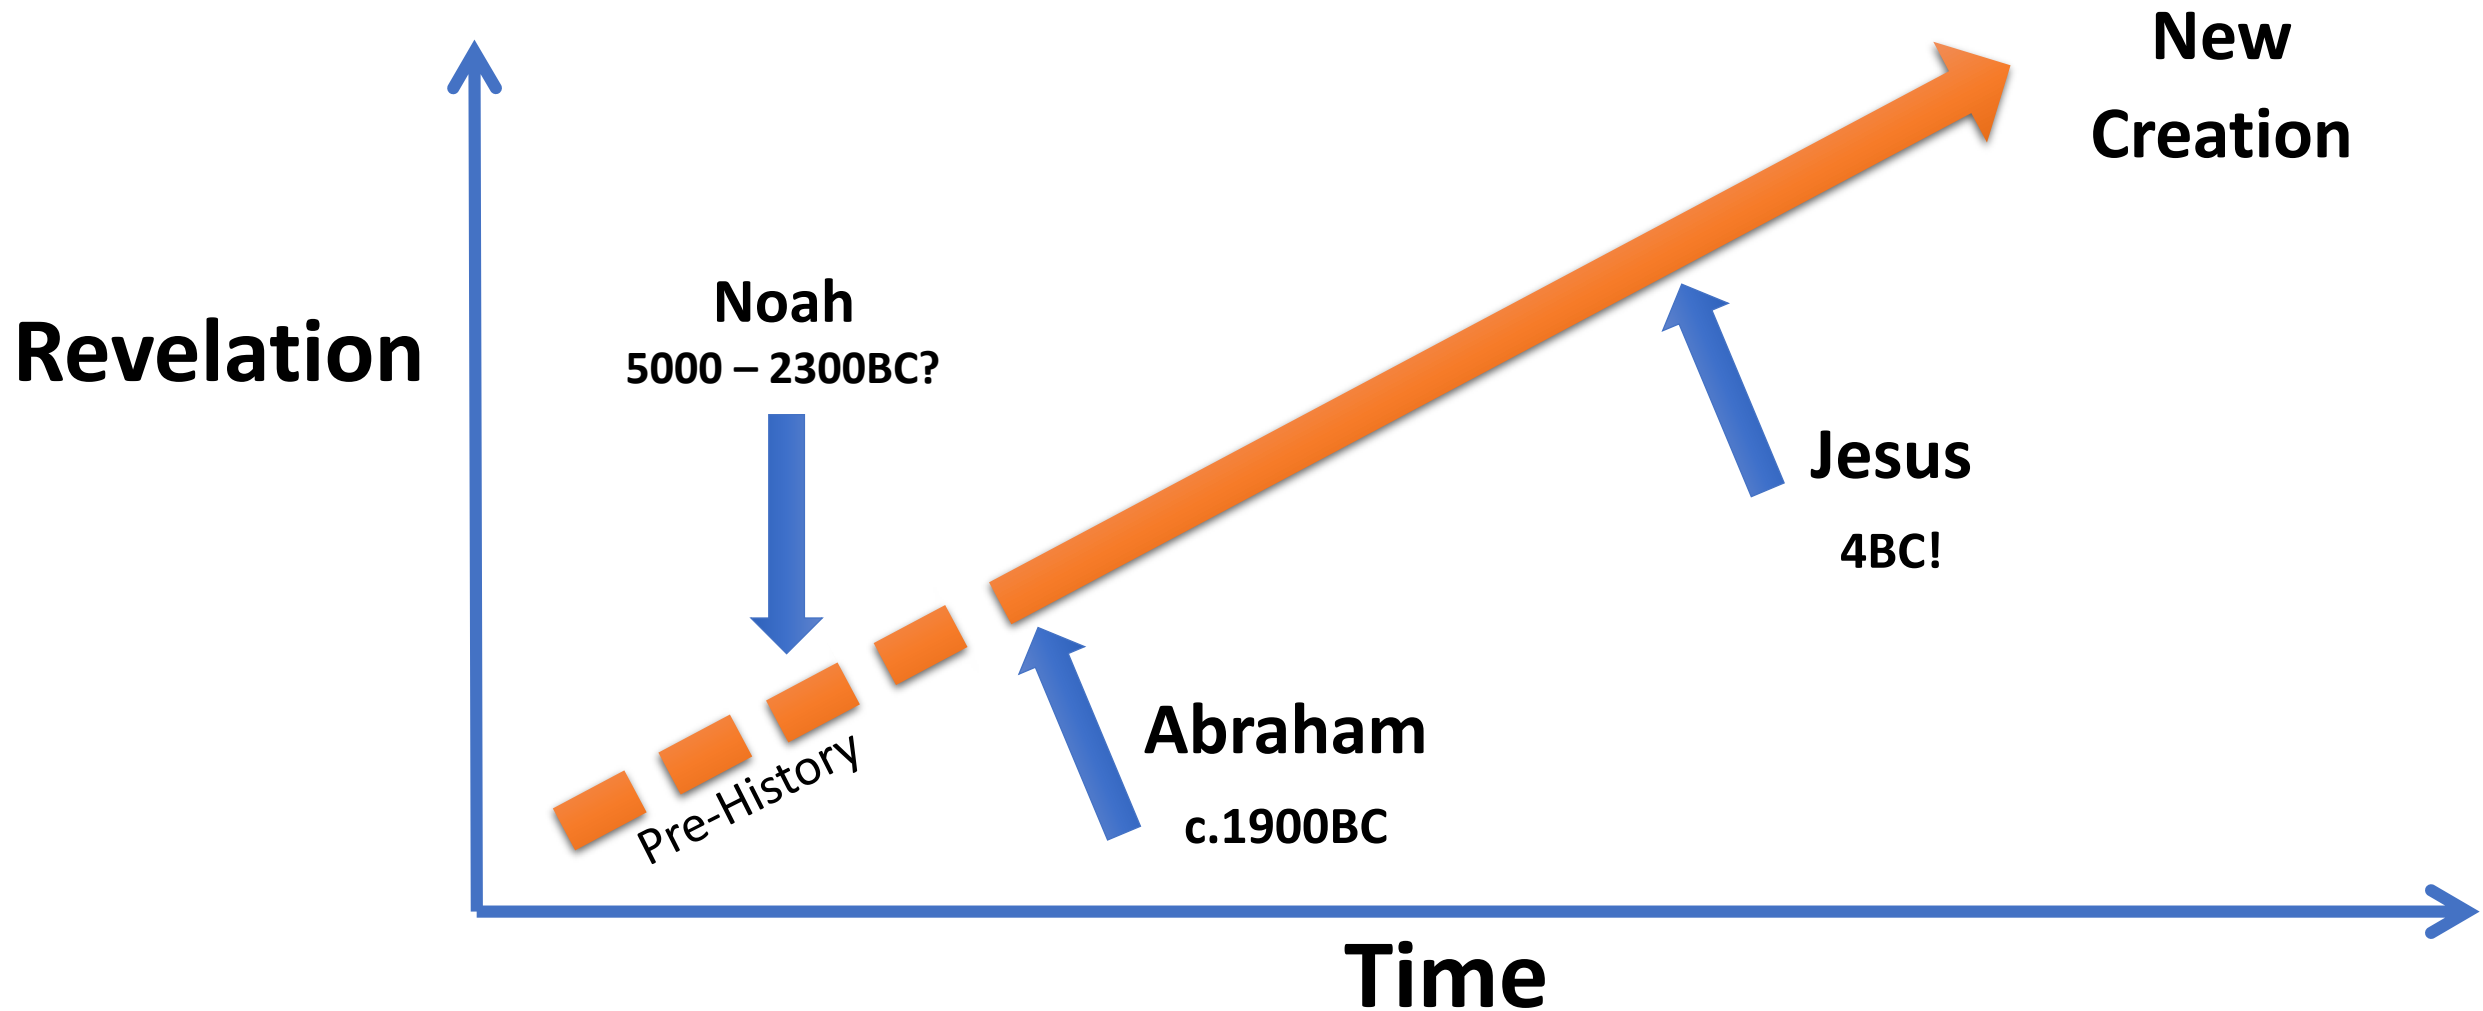 New
Creation
Revelation
Noah
5000 – 2300BC?
Jesus
4BC!
Abraham
c.1900BC
Pre-History
Time